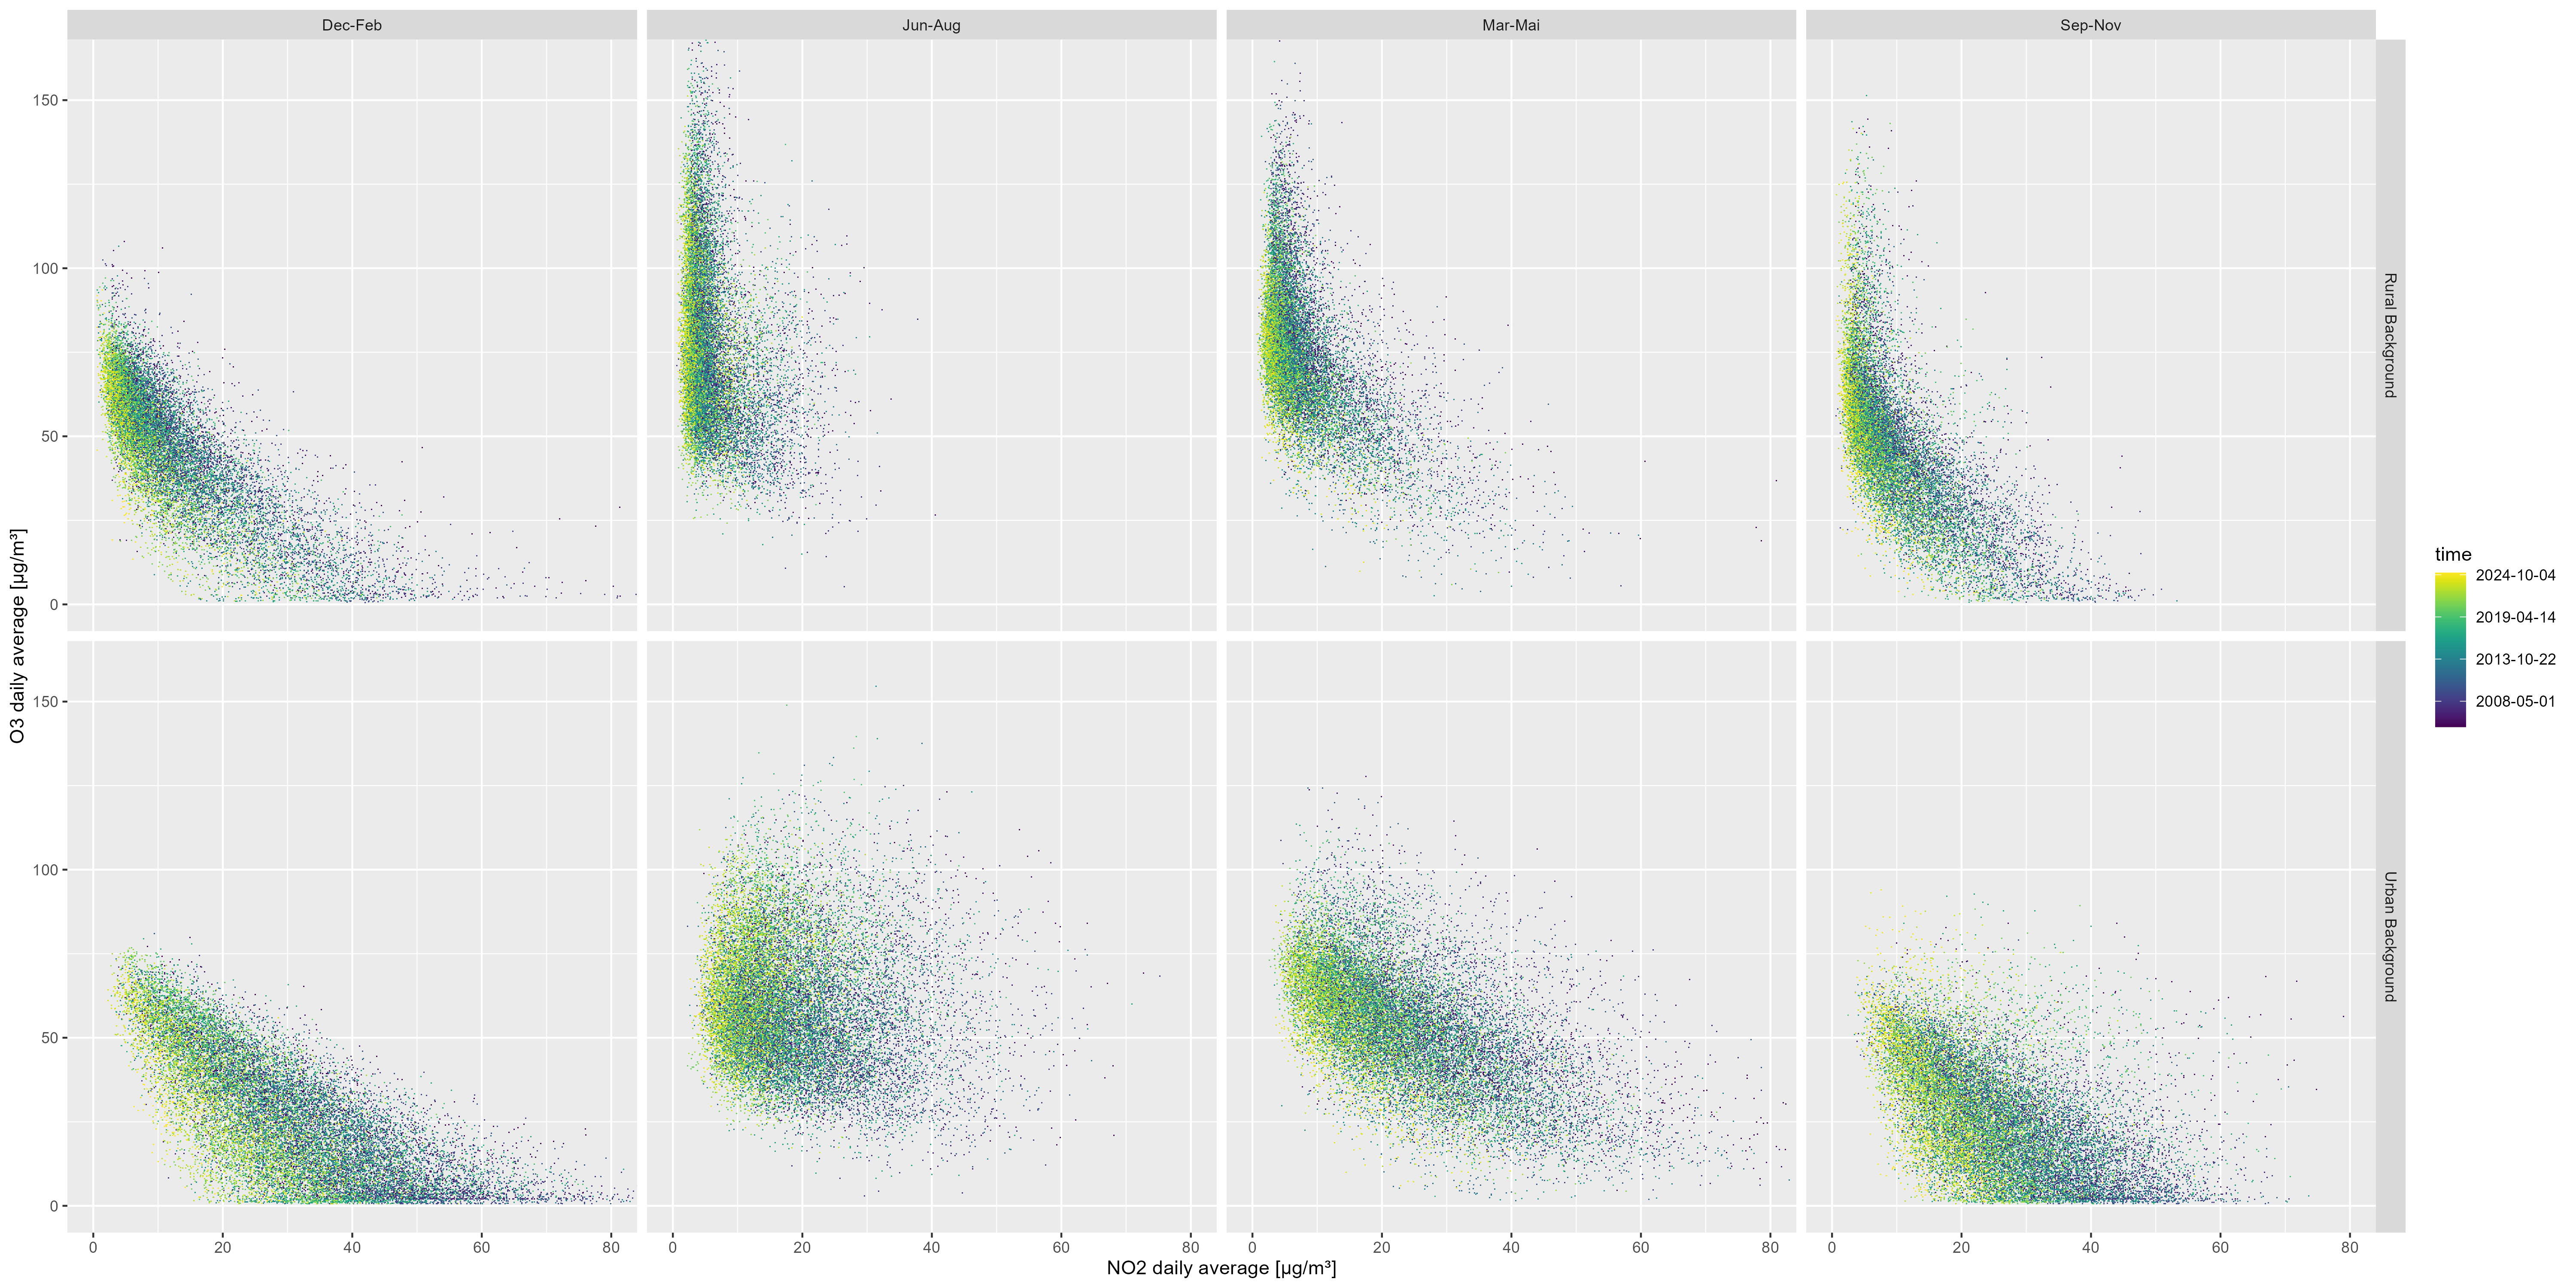 Dec-Feb
Jun-Aug
Mar-Mai
Sep-Nov
150
100
50
0
Rural Background
150
100
50
0
Urban Background
0 20 40 60 80
0 20 40 60 80
0 20 40 60 80
0 20 40 60 80
NO2 daily average [µg/m³]
O3 daily average [µg/m³]
time
2024-10-04
2019-04-14
2013-10-22
2008-05-01